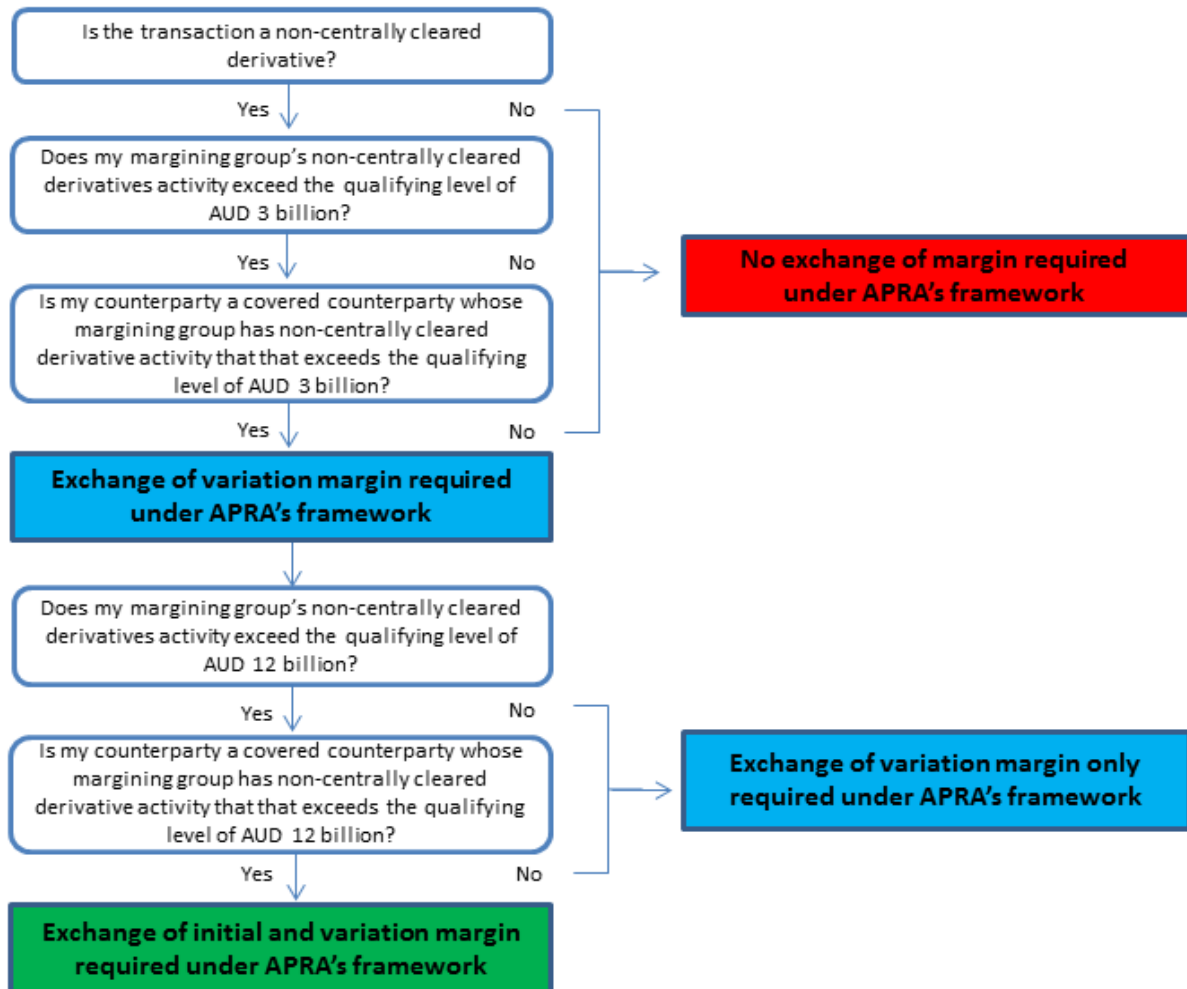 Is the transaction a non-centrally cleared
derivative?
Yes
No
Does my margining group's non-centrally cleared
derivatives activity exceed the qualifying level of
AUD 3 billion?
Yes
No
Is my counterparty a covered counterparty whose
margining group has non-centrally cleared
derivative activity that that exceeds the qualifying
level of AUD 3 billion?
Yes
No
No exchange of margin required
under APRA's framework
Exchange of variation margin required
under APRA's framework
Does my margining group's non-centrally cleared
derivatives activity exceed the qualifying level of
AUD 12 billion?
Yes
No
Is my counterparty a covered counterparty whose
margining group has non-centrally cleared
derivative activity that that exceeds the qualifying
level of AUD 12 billion?
Yes
No
Exchange of variation margin only
required under APRA's framework
Exchange of initial and variation margin
required under APRA's framework